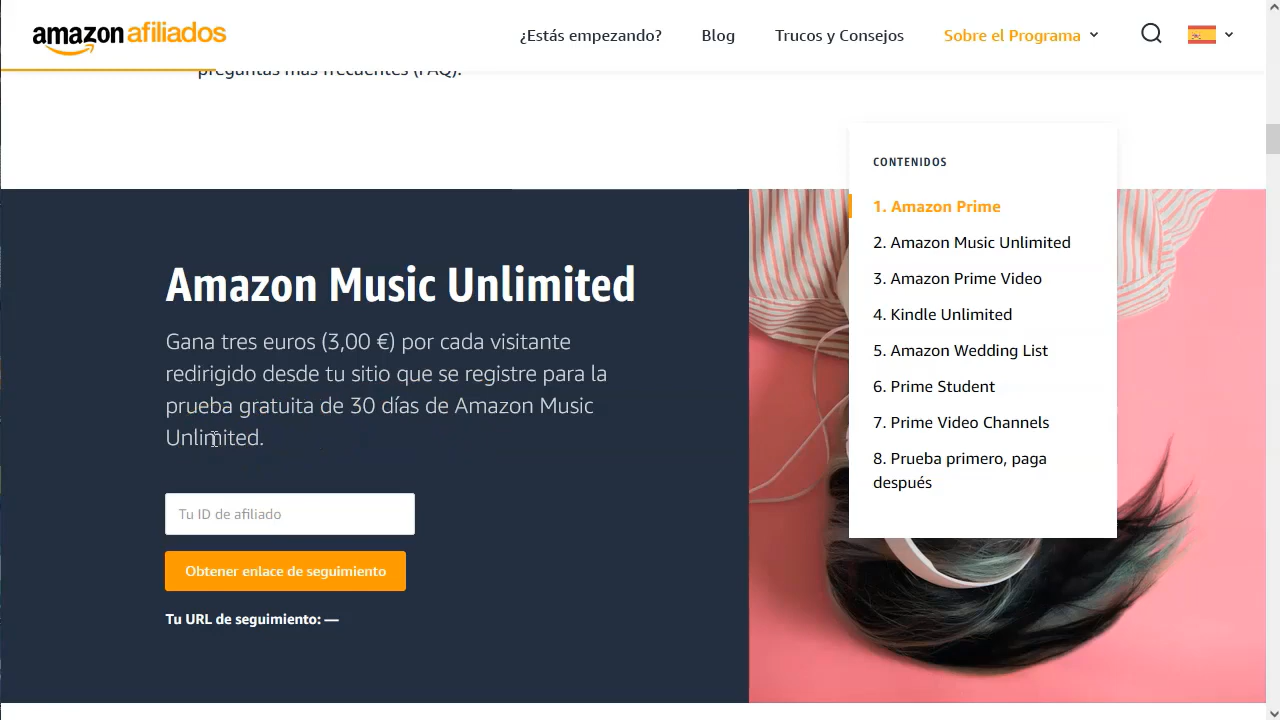 amazon afiliados
¿Estás empezando?
Blog
Trucos y Consejos
Sobre el Programa
preguntas más frecuentes (FAQ).
CONTENIDOS
1. Amazon Prime
2. Amazon Music Unlimited
3. Amazon Prime Video
4. Kindle Unlimited
5. Amazon Wedding List
6. Prime Student
7. Prime Video Channels
8. Prueba primero, paga
después
Amazon Music Unlimited
Gana tres euros (3,00 €) por cada visitante
redirigido desde tu sitio que se registre para la
prueba gratuita de 30 días de Amazon Music
Unlimited.
Tu ID de afiliado
Obtener enlace de seguimiento
Tu URL de seguimiento: —